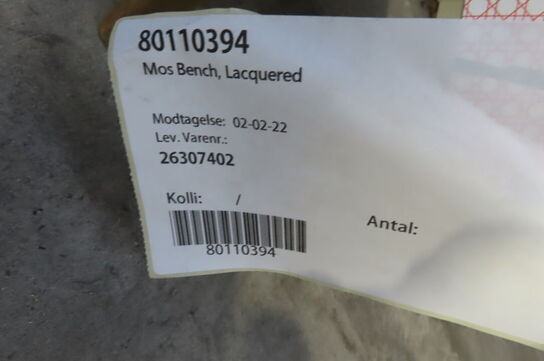 80110394
Mos Bench, Lacquered
Modtagelse: 02-02-22
Lev. Varenr.:
26307402
Kolli: /
Antal:
80110394